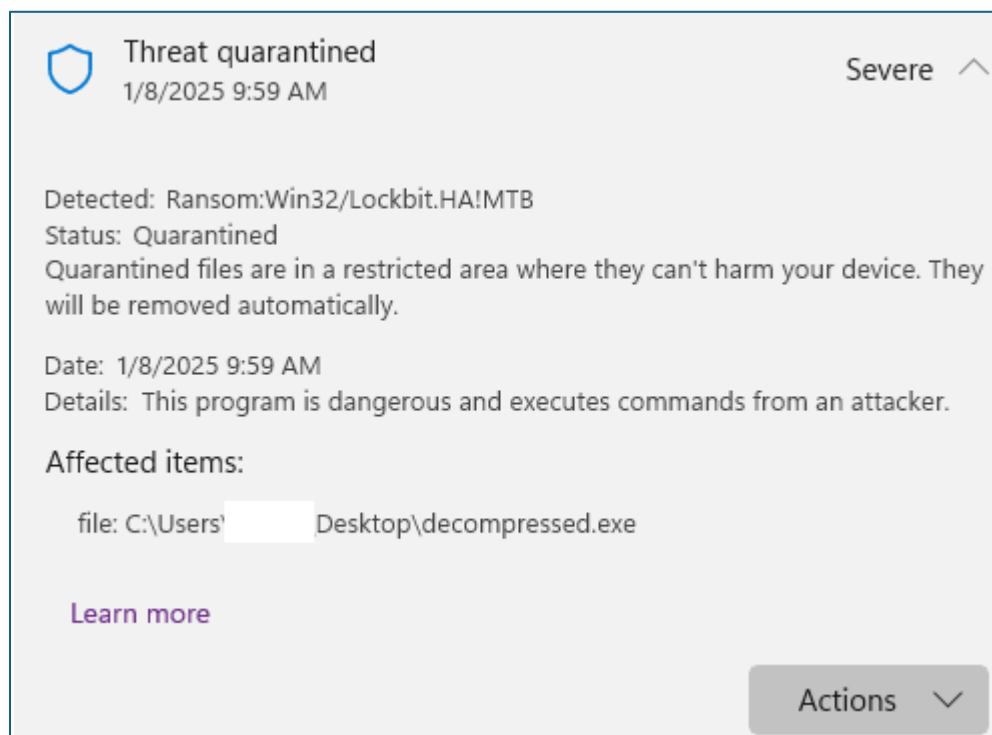 Threat quarantined
1/8/2025 9:59 AM
Severe
Detected: Ransom:Win32/Lockbit.HA!MTB
Status: Quarantined
Quarantined files are in a restricted area where they can't harm your device. They
will be removed automatically.
Date: 1/8/2025 9:59 AM
Details: This program is dangerous and executes commands from an attacker.
Affected items:
file: C:\Users\ Desktop\decompressed.exe
Learn more
Actions